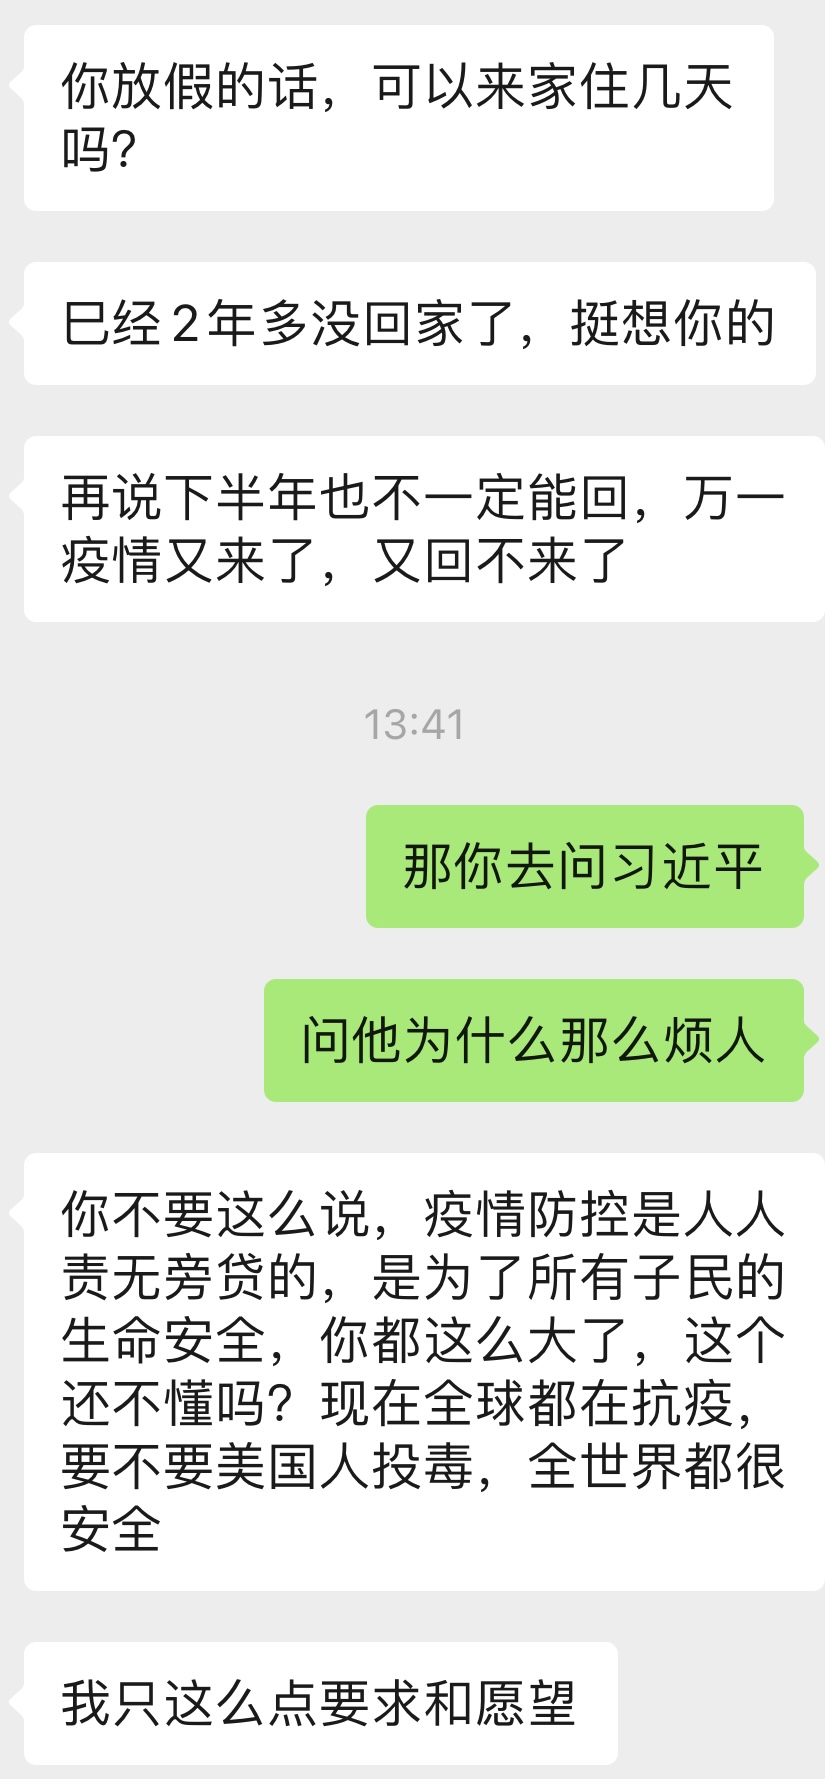 你放假的话，可以来家住几天
吗?
巳经2年多没回家了，挺想你的
再说下半年也不一定能回，万一
疫情又来了，又回不来了
13:41
那你去问习近平
问他为什么那么烦人
你不要这么说，疫情防控是人人
责无旁贷的，是为了所有子民的
生命安全，你都这么大了，这个
还不懂吗？现在全球都在抗疫，
要不要美国人投毒，全世界都很
安全
我只这么点要求和愿望